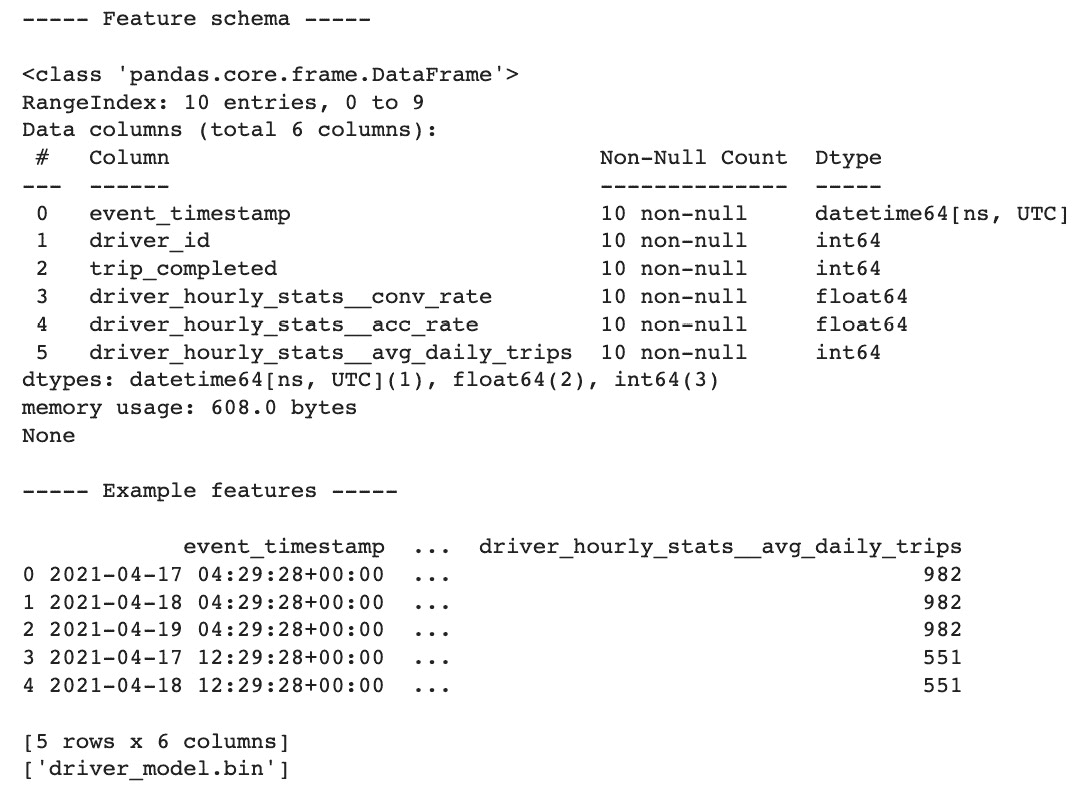 ----- Feature schema -----
<class 'pandas.core.frame.DataFrame'>
RangeIndex: 10 entries, 0 to 9
Data columns (total 6 columns):
 #   Column                                Non-Null Count  Dtype
---  ------                                --------------  -----
 0   event_timestamp                       10 non-null     datetime64[ns, UTC]
 1   driver_id                             10 non-null     int64
 2   trip_completed                        10 non-null     int64
 3   driver_hourly_stats__conv_rate        10 non-null     float64
 4   driver_hourly_stats__acc_rate         10 non-null     float64
 5   driver_hourly_stats__avg_daily_trips  10 non-null     int64
dtypes: datetime64[ns, UTC](1), float64(2), int64(3)
memory usage: 608.0 bytes
None
----- Example features -----
            event_timestamp  ...  driver_hourly_stats__avg_daily_trips
0 2021-04-17 04:29:28+00:00  ...                                   982
1 2021-04-18 04:29:28+00:00  ...                                   982
2 2021-04-19 04:29:28+00:00  ...                                   982
3 2021-04-17 12:29:28+00:00  ...                                   551
4 2021-04-18 12:29:28+00:00  ...                                   551
[5 rows x 6 columns]
['driver_model.bin']